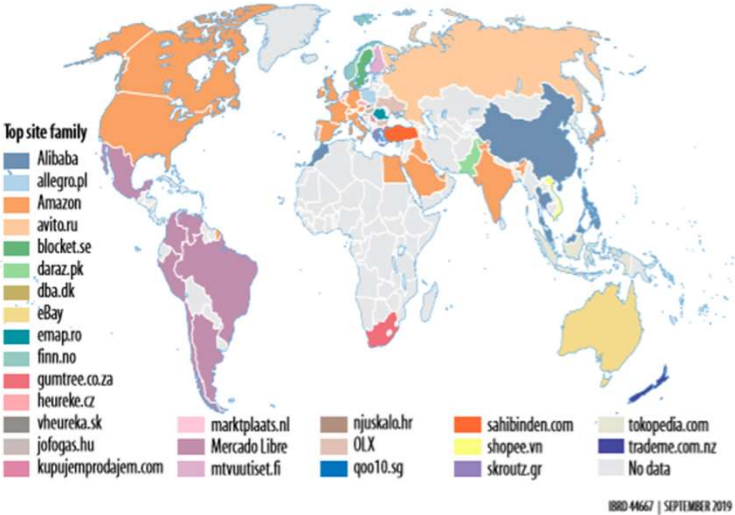 Top site family
Alibaba
allegro.pl
Amazon
avito.ru
blocket.se
daraz.pk
dba.dk
eBay
emap.ro
finn.no
gumtree.co.za
heureke.cz
vheureka.sk
jofogas.hu
kupujemprodajem.com
marktplaats.nl
Mercado Libre
mtvuutiset.fi
njuskalo.hr
OLX
qoo10.sg
sahibinden.com
shopee.vn
skroutz.gr
tokopedia.com
trademe.com.nz
No data
IBRD 44667 | SEPTEMBER 2019